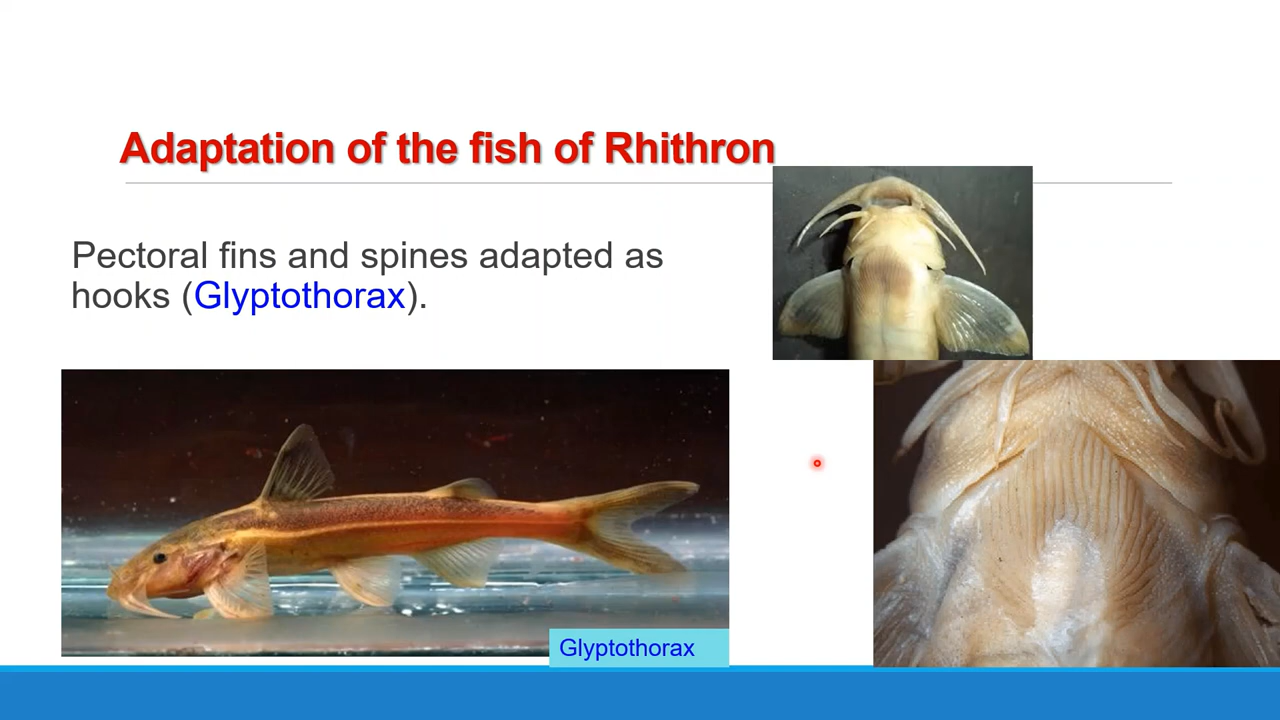 Adaptation of the fish of Rhithron
Pectoral fins and spines adapted as
hooks (Glyptothorax).
Glyptothorax